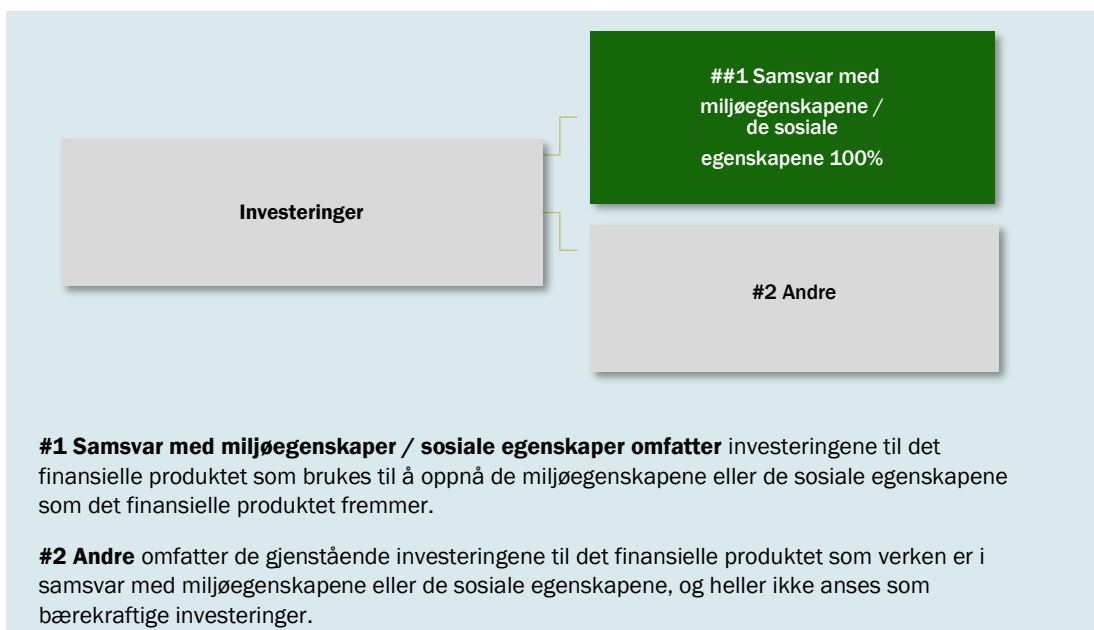 ##1 Samsvar med
miljøegenskapene /
de sosiale
egenskapene 100%
Investeringer
#2 Andre
#1 Samsvar med miljøegenskaper / sosiale egenskaper omfatter investeringene til det
finansielle produktet som brukes til å oppnå de miljøegenskapene eller de sosiale egenskapene
som det finansielle produktet fremmer.
#2 Andre omfatter de gjenstående investeringene til det finansielle produktet som verken er i
samsvar med miljøegenskapene eller de sosiale egenskapene, og heller ikke anses som
bærekraftige investeringer.